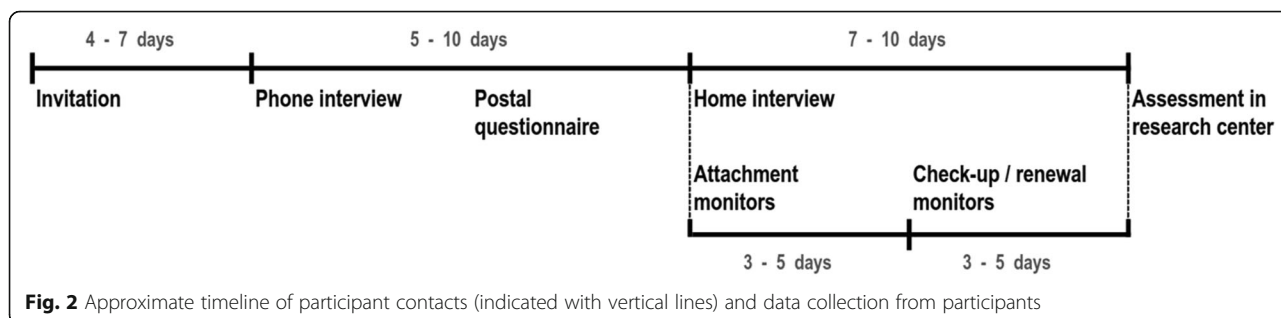 4 - 7 days
5 - 10 days
7 - 10 days
Invitation
Phone interview
Postal
questionnaire
Home interview
Assessment in
research center
Attachment
monitors
Check-up / renewal
monitors
3 - 5 days
3 - 5 days
Fig. 2 Approximate timeline of participant contacts (indicated with vertical lines) and data collection from participants